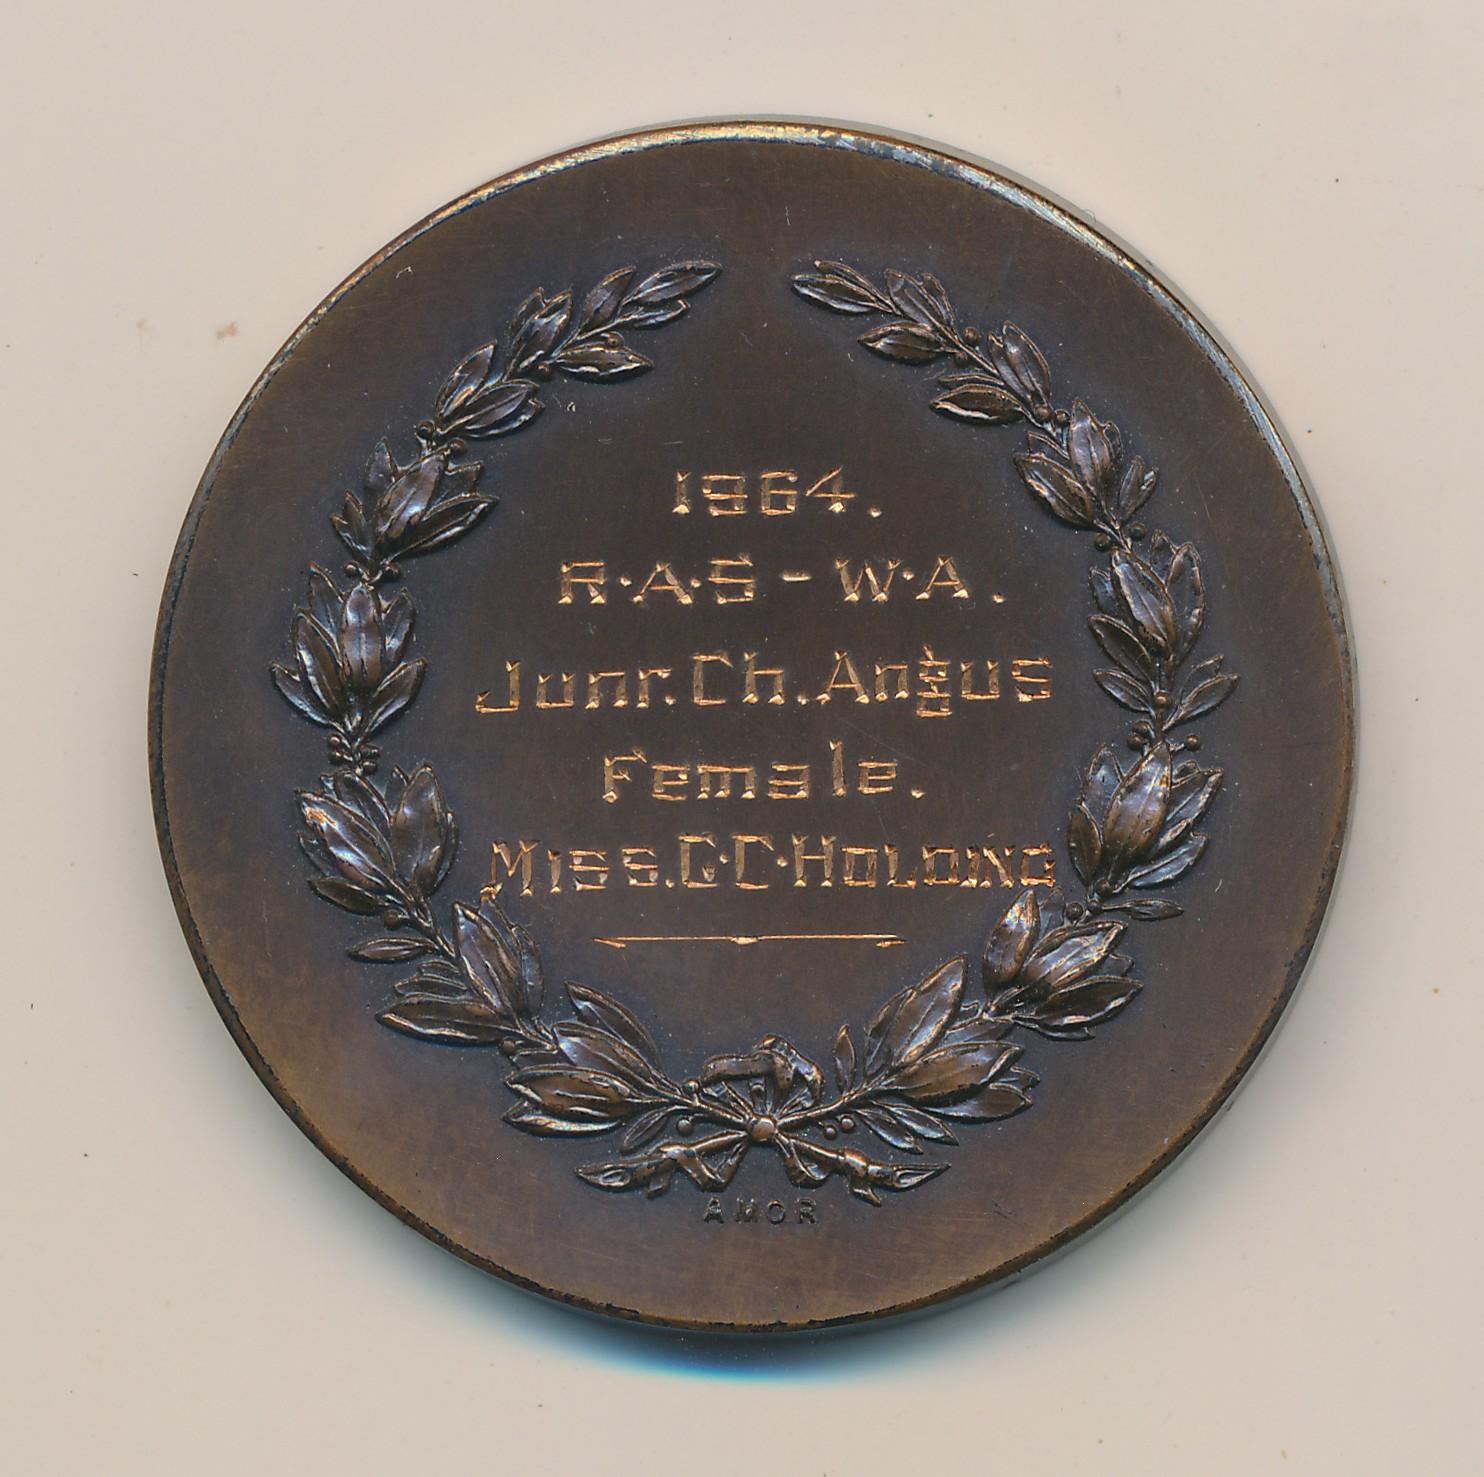 1964.
R·A·S - W·A.
Junr. Ch. Angus
Female.
Miss. G·C·Holding
AMOR